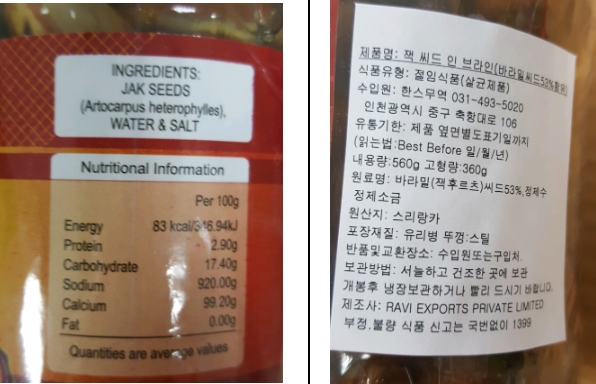 INGREDIENTS:
JAK SEEDS
(Artocarpus heterophylles),
WATER & SALT
Nutritional Information
Per 100g
Energy 83 kcal/346.94kJ
Protein 2.90g
Carbohydrate 17.40g
Sodium 920.00g
Calcium 99.20g
Fat 0.00g
Quantities are average values
제품명: 잭 씨드 인 브라인(바라밀씨드53%함유)
식품유형: 절임식품(살균제품)
수입원: 한스무역 031-493-5020
인천광역시 중구 축항대로 106
유통기한: 제품 옆면별도표기일까지
(읽는법:Best Before 일/월/년)
내용량:560g 고형량:360g
원료명: 바라밀(잭후르츠)씨드53%,정제수
정제소금
원산지: 스리랑카
포장재질: 유리병 뚜껑:스틸
반품및교환장소: 수입원또는구입처.
보관방법: 서늘하고 건조한 곳에 보관
개봉후 냉장보관하거나 빨리 드시기 바랍니다.
제조사: RAVI EXPORTS PRIVATE LIMITED
부정.불량 식품 신고는 국번없이 1399